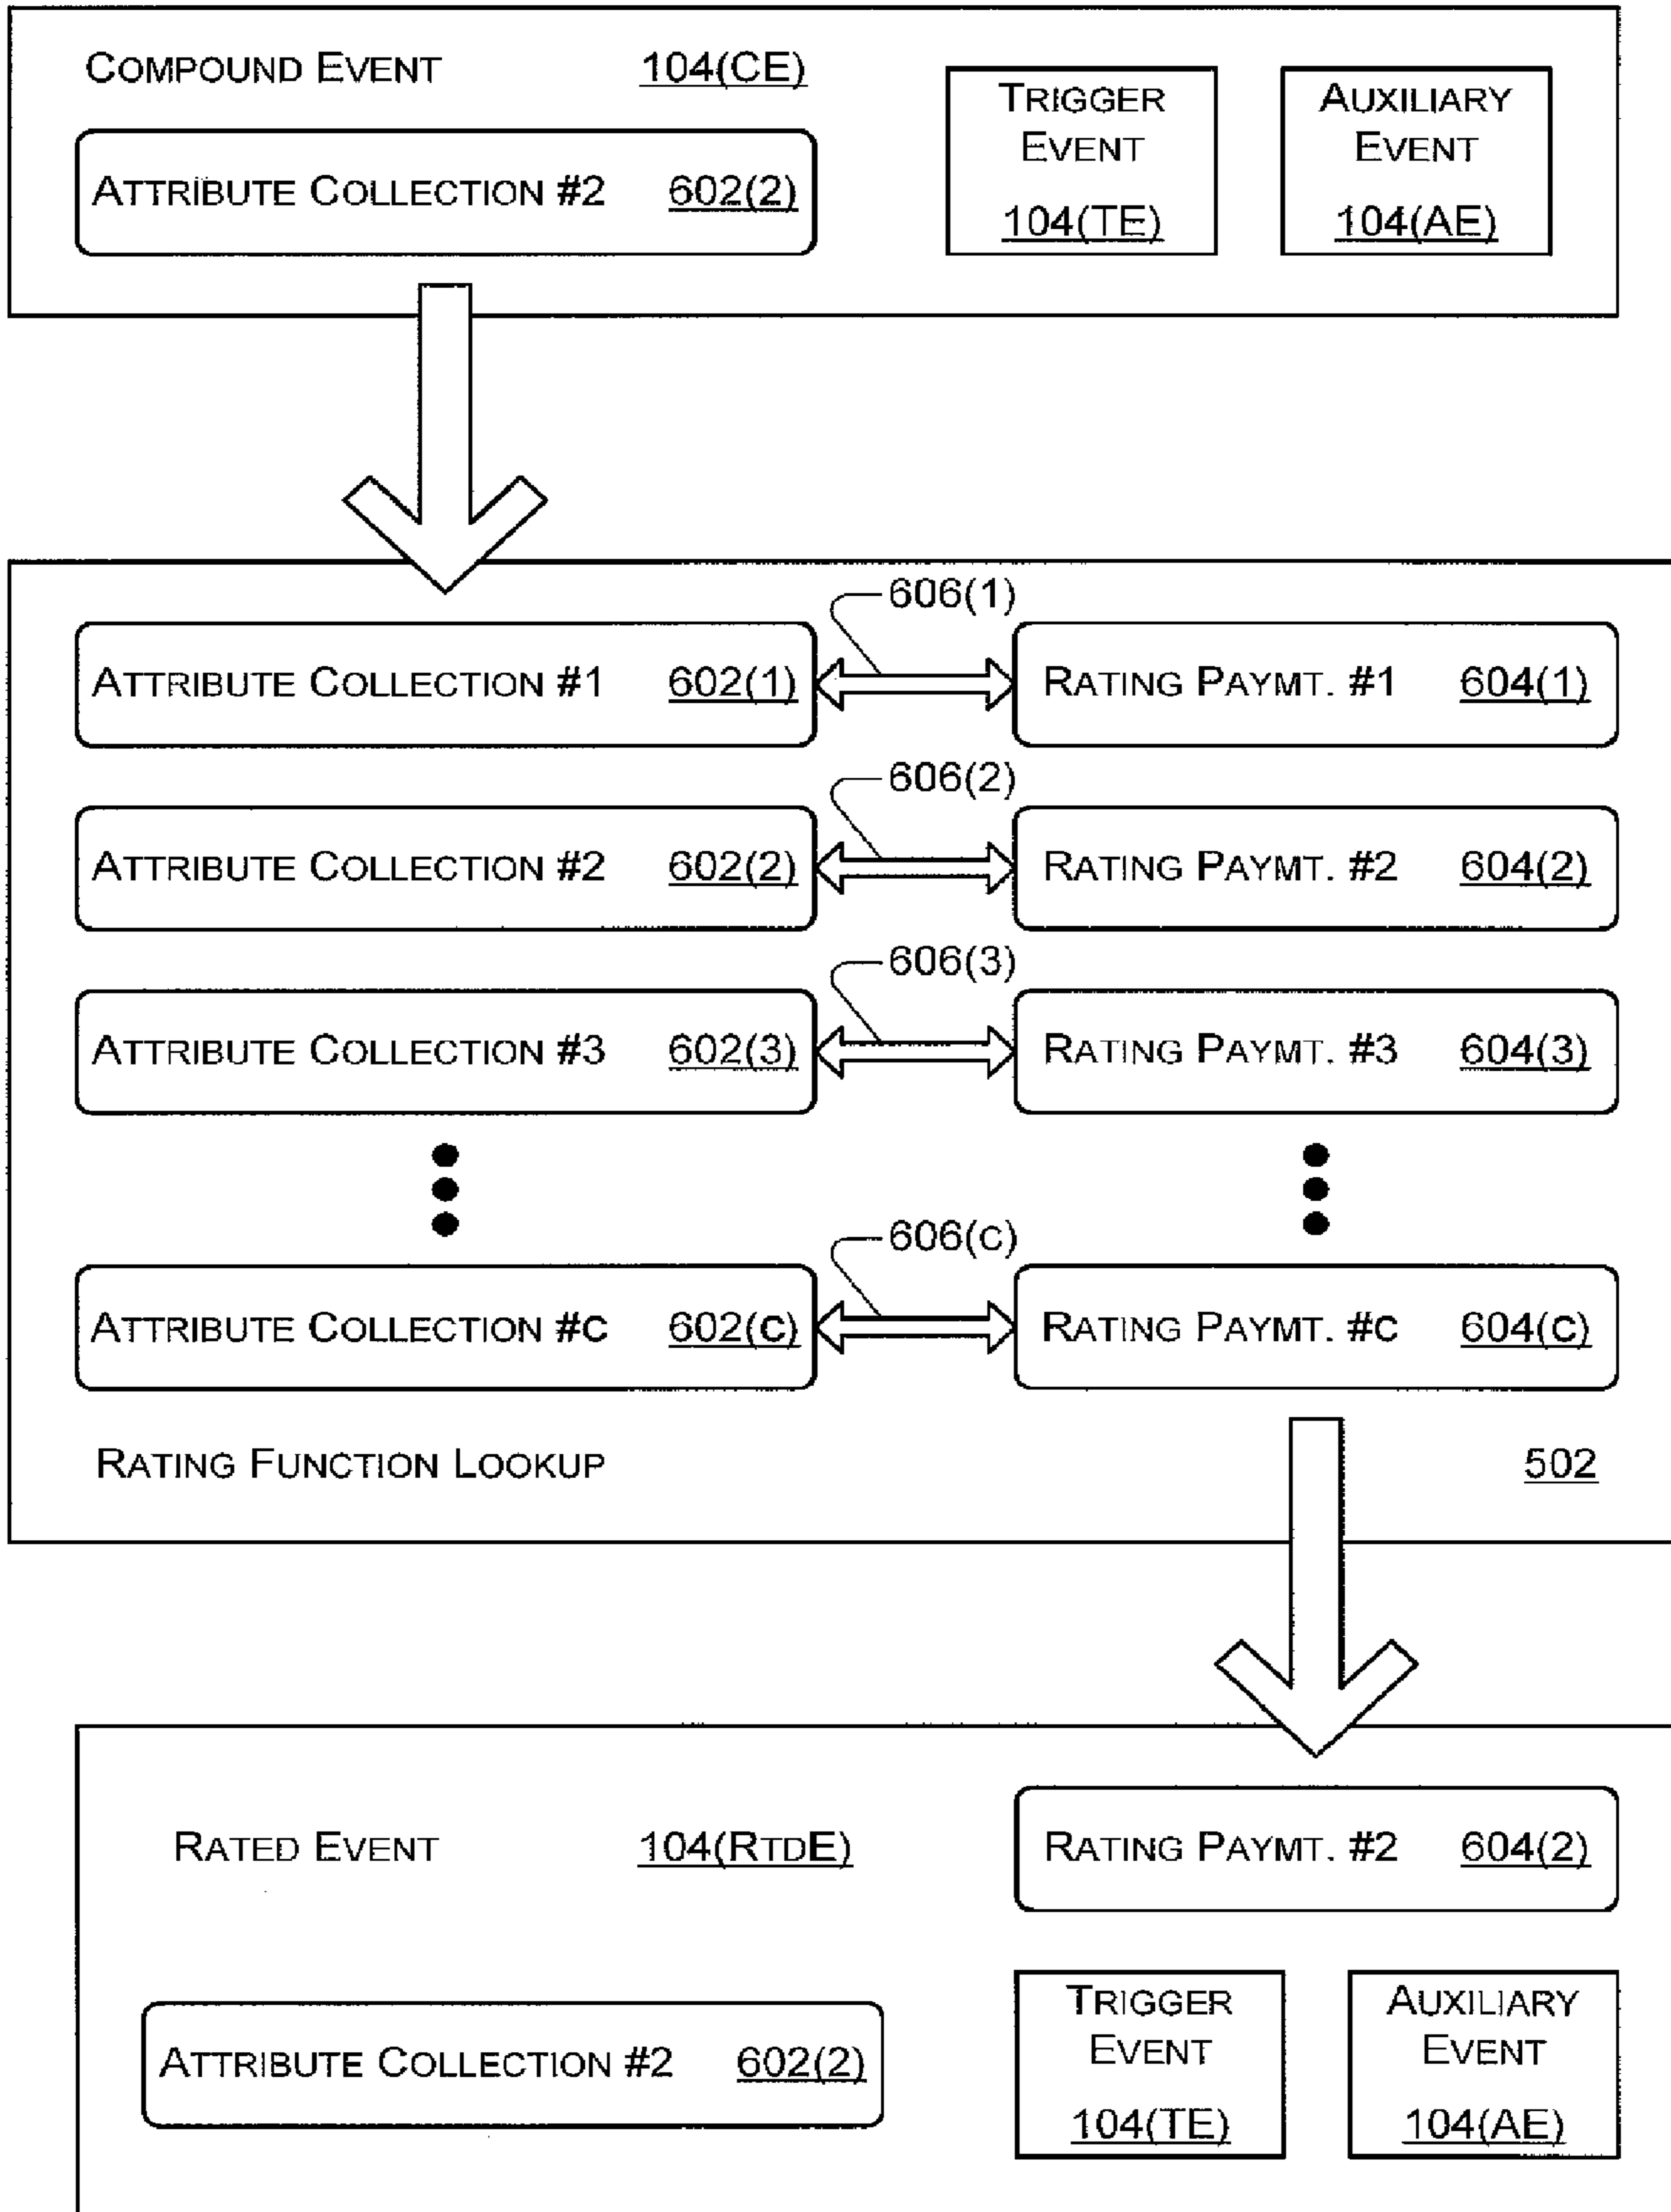 COMPOUND EVENT 104(CE)
TRIGGER EVENT 104(TE)
AUXILIARY EVENT 104(AE)
ATTRIBUTE COLLECTION #2 602(2)
606(1)
ATTRIBUTE COLLECTION #1 602(1)
RATING PAYMT. #1 604(1)
606(2)
ATTRIBUTE COLLECTION #2 602(2)
RATING PAYMT. #2 604(2)
606(3)
ATTRIBUTE COLLECTION #3 602(3)
RATING PAYMT. #3 604(3)
606(C)
ATTRIBUTE COLLECTION #C 602(C)
RATING PAYMT. #C 604(C)
RATING FUNCTION LOOKUP 502
RATED EVENT 104(RTDE)
RATING PAYMT. #2 604(2)
ATTRIBUTE COLLECTION #2 602(2)
TRIGGER EVENT 104(TE)
AUXILIARY EVENT 104(AE)